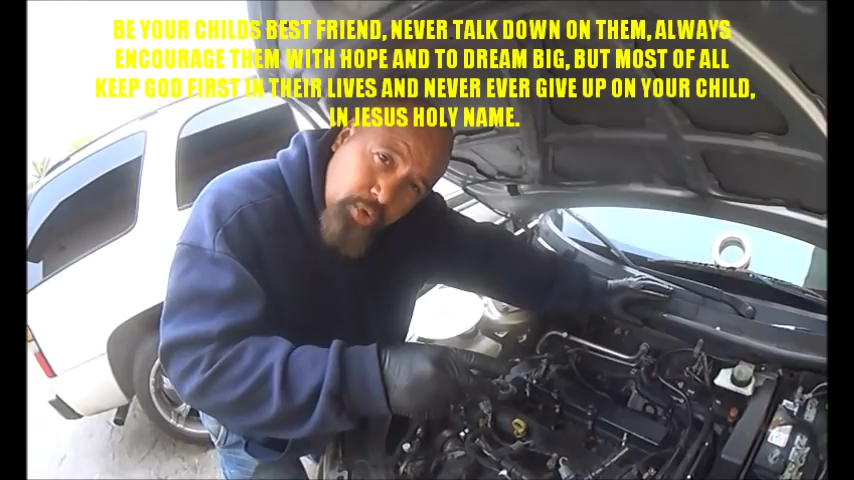 BE YOUR CHILDS BEST FRIEND, NEVER TALK DOWN ON THEM, ALWAYS
ENCOURAGE THEM WITH HOPE AND TO DREAM BIG, BUT MOST OF ALL
KEEP GOD FIRST IN THEIR LIVES AND NEVER EVER GIVE UP ON YOUR CHILD,
IN JESUS HOLY NAME.